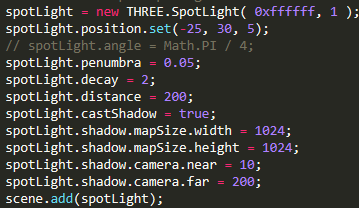 spotLight = new THREE.SpotLight( 0xffffff, 1 );
spotLight.position.set(-25, 30, 5);
// spotLight.angle = Math.PI / 4;
spotLight.penumbra = 0.05;
spotLight.decay = 2;
spotLight.distance = 200;
spotLight.castShadow = true;
spotLight.shadow.mapSize.width = 1024;
spotLight.shadow.mapSize.height = 1024;
spotLight.shadow.camera.near = 10;
spotLight.shadow.camera.far = 200;
scene.add(spotLight);